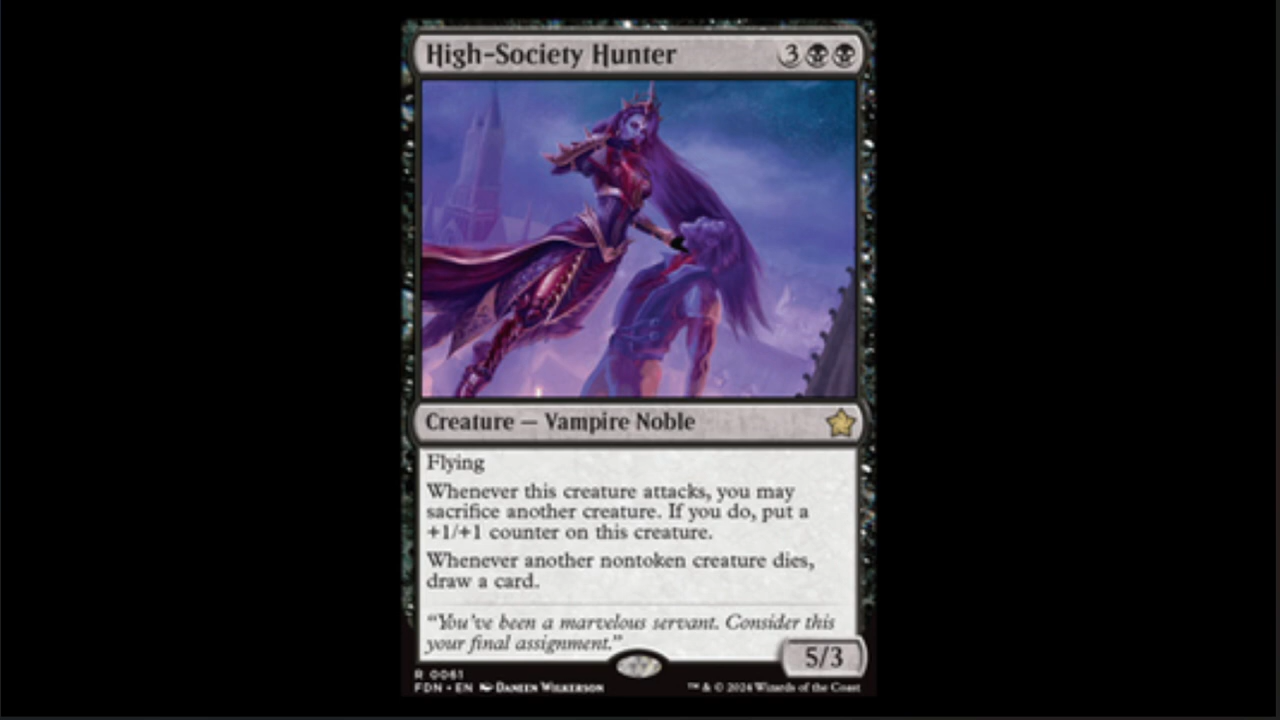 High-Society Hunter 3
Creature — Vampire Noble
Flying
Whenever this creature attacks, you may
sacrifice another creature. If you do, put a
+1/+1 counter on this creature.
Whenever another nontoken creature dies,
draw a card.
“You’ve been a marvelous servant. Consider this
your final assignment.”
5/3
R 0061
FDN • EN Damien Wilkerson
™ & © 2024 Wizards of the Coast